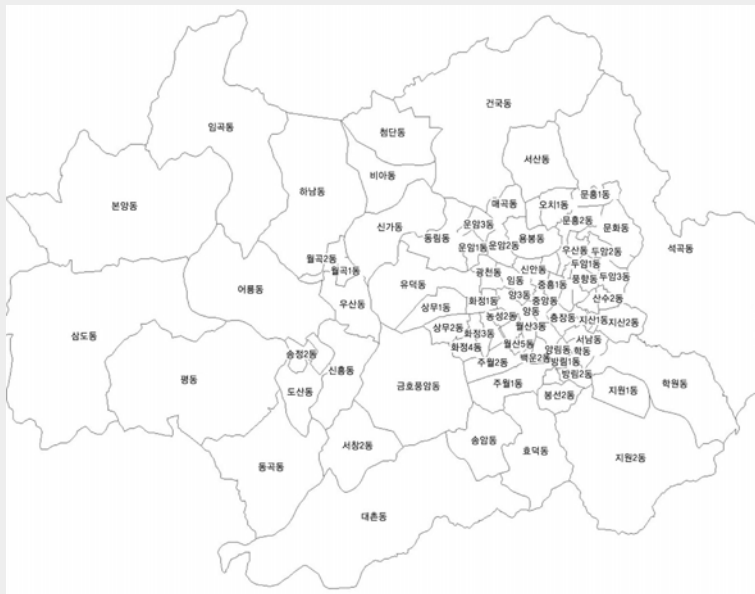 건국동
임곡동
첨단동
서산동
비아동
하남동
문흥1동
본양동
매곡동
오치1동
문흥2동
신가동
운암3동
문화동
동림동
용봉동
운암1동
운암2동
석곡동
우산동
두암2동
월곡2동
두암1동
월곡1동
광천동
신안동
풍향동
두암3동
어룡동
유덕동
임동
중흥1동
우산동
양3동
산수2동
화정1동
중앙동
상무1동
양동
농성2동
충장동
지산1동
지산2동
상무2동
월산3동
삼도동
화정3동
서남동
화정4동
월산5동
양림동
학동
송정2동
백운2동
주월2동
방림1동
신흥동
방림2동
평동
금호풍암동
주월1동
학원동
도산동
봉선2동
지원1동
송암동
서창2동
효덕동
지원2동
동곡동
대촌동